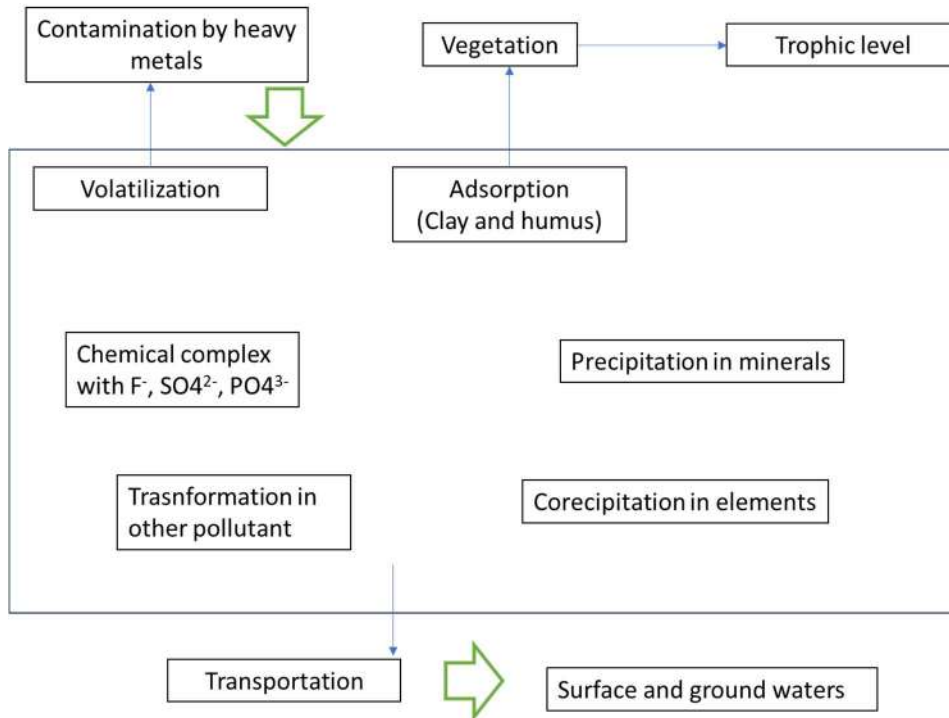 Contamination by heavy
metals
Vegetation
Trophic level
Volatilization
Adsorption
(Clay and humus)
Chemical complex
with F⁻, SO4²⁻, PO4³⁻
Precipitation in minerals
Trasnformation in
other pollutant
Corecipitation in elements
Transportation
Surface and ground waters